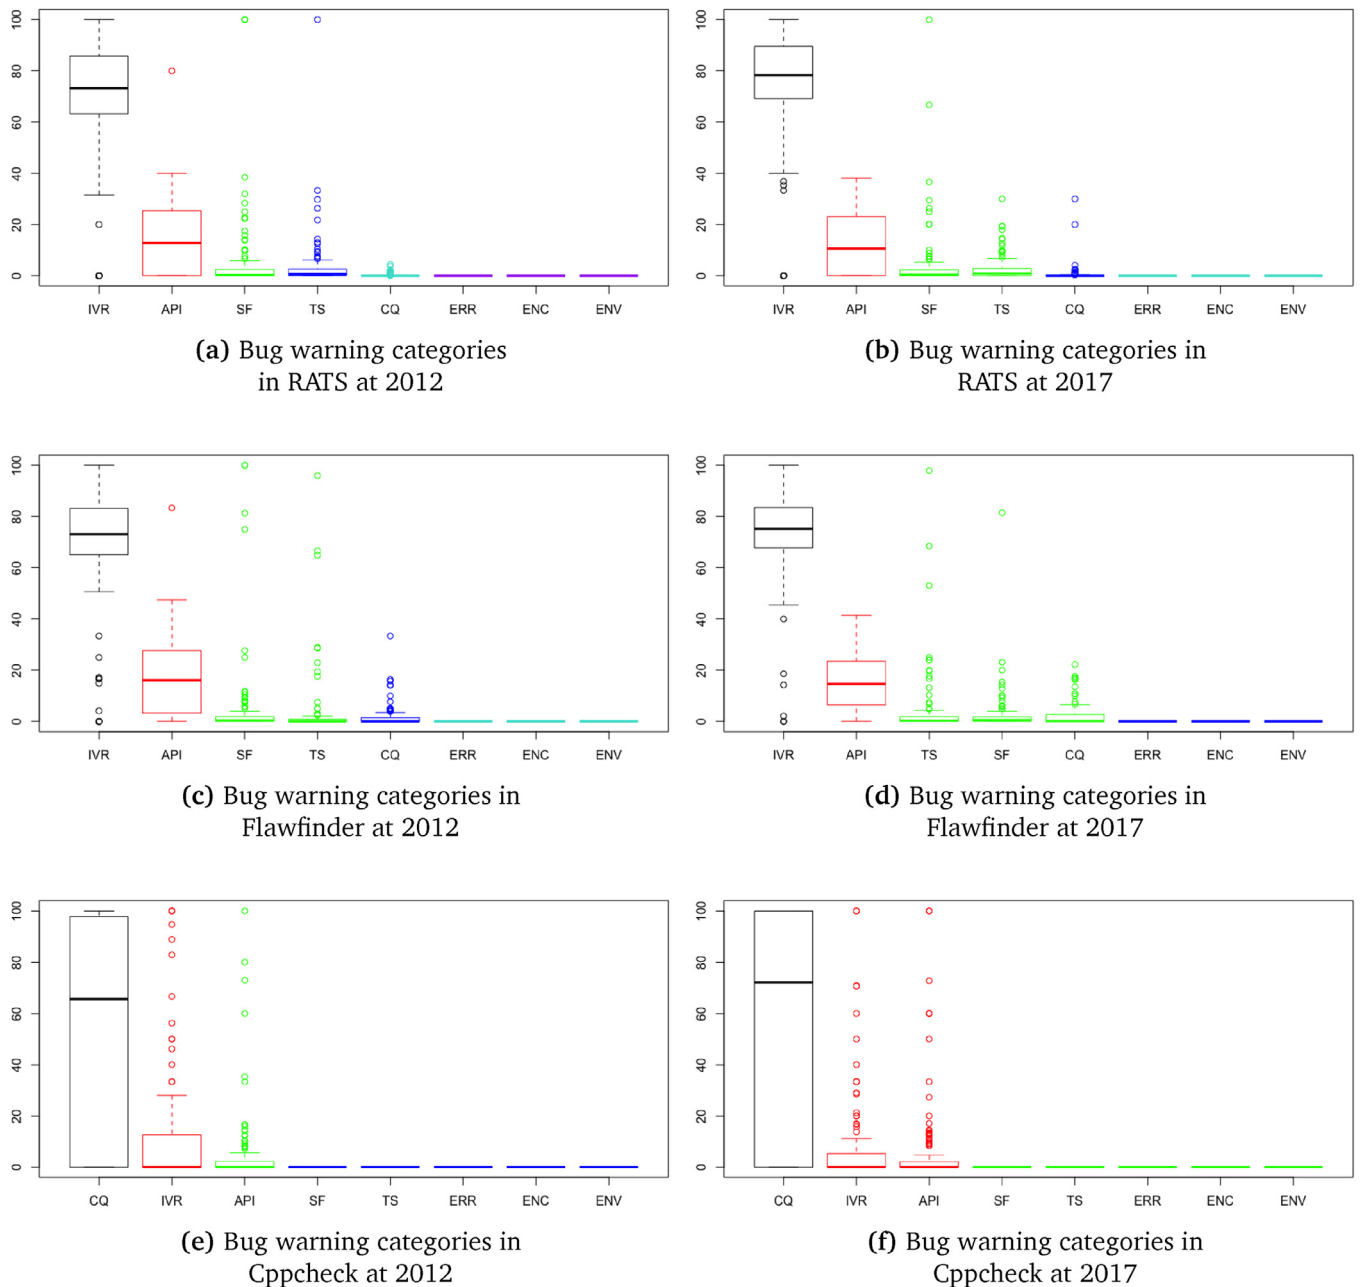 100
80
60
40
20
0
IVR API SF TS CQ ERR ENC ENV
(a) Bug warning categories
in RATS at 2012
100
80
60
40
20
0
IVR API SF TS CQ ERR ENC ENV
(b) Bug warning categories in
RATS at 2017
100
80
60
40
20
0
IVR API SF TS CQ ERR ENC ENV
(c) Bug warning categories in
Flawfinder at 2012
100
80
60
40
20
0
IVR API TS SF CQ ERR ENC ENV
(d) Bug warning categories in
Flawfinder at 2017
100
80
60
40
20
0
CQ IVR API SF TS ERR ENC ENV
(e) Bug warning categories in
Cppcheck at 2012
100
80
60
40
20
0
CQ IVR API SF TS ERR ENC ENV
(f) Bug warning categories in
Cppcheck at 2017